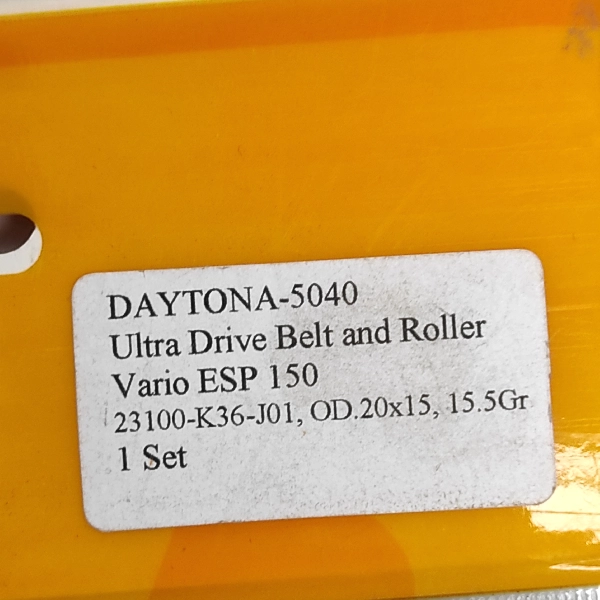 DAYTONA-5040
Ultra Drive Belt and Roller
Vario ESP 150
23100-K36-J01, OD.20x15, 15.5Gr
1 Set